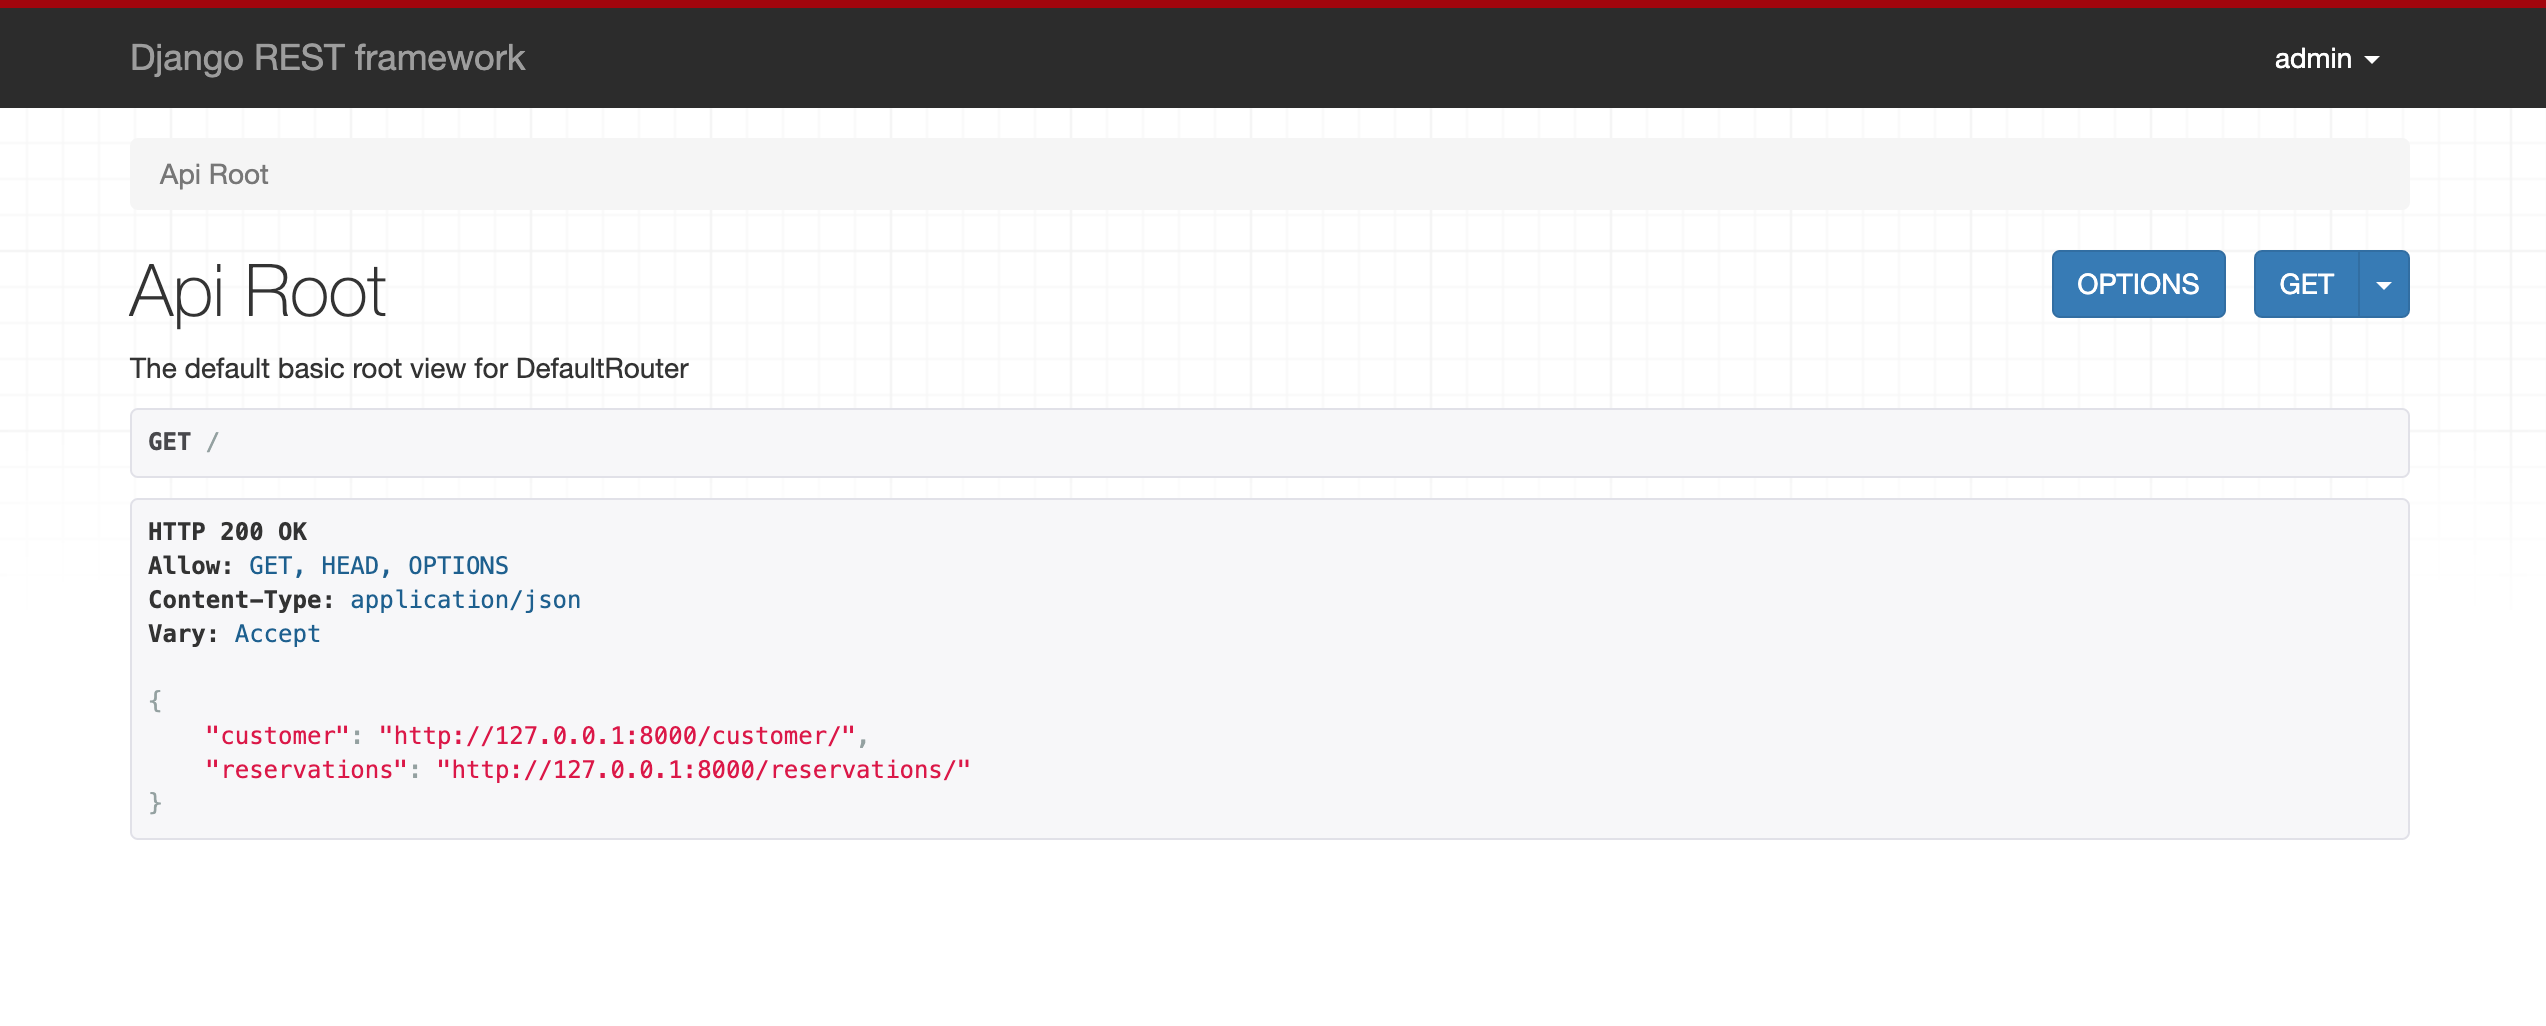 Django REST framework
admin
Api Root
Api Root
OPTIONS
GET
The default basic root view for DefaultRouter
GET /
HTTP 200 OK
Allow: GET, HEAD, OPTIONS
Content-Type: application/json
Vary: Accept
{
    "customer": "http://127.0.0.1:8000/customer/",
    "reservations": "http://127.0.0.1:8000/reservations/"
}